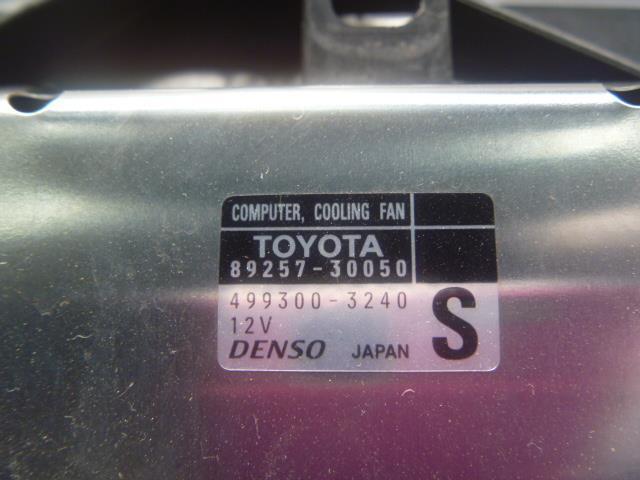 COMPUTER, COOLING FAN
TOYOTA
89257-30050
499300-3240
12V
DENSO JAPAN S